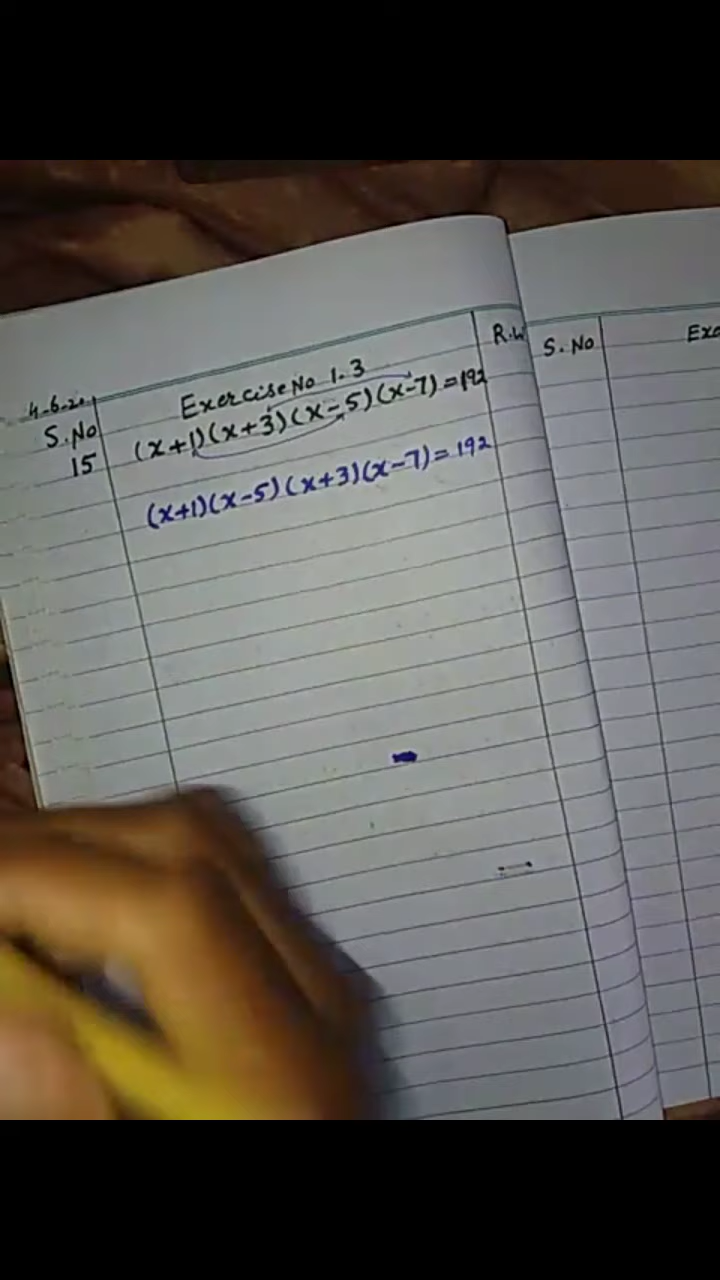 4-6-20
Exercise No 1.3
R.W
S.No
15
(x+1)(x+3)(x-5)(x-7)=192
(x+1)(x-5)(x+3)(x-7)=192
S.No
Exe